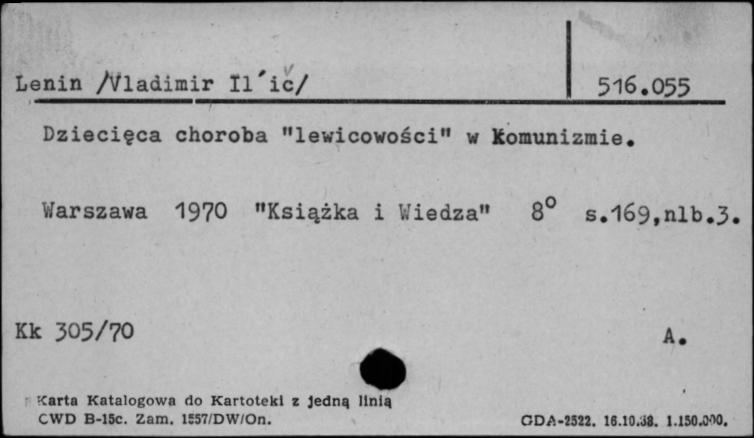 Lenin /Vladimir Il´ič/ 516.055
Dziecięca choroba "lewicowości" w Komunizmie.
Warszawa 1970 "Książka i Wiedza" 8° s.169,nlb.3.
Kk 305/70 A.
Karta Katalogowa do Kartoteki z jedną linią
CWD B-15c. Zam. 1557/DW/On. GDA-2522. 16.10.68. 1.150.000.